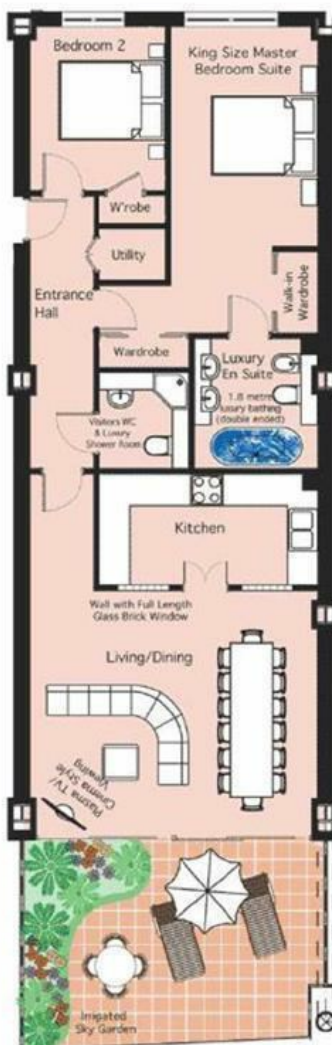 Bedroom 2
King Size Master
Bedroom Suite
W'robe
Utility
Entrance
Hall
Walk-in
Wardrobe
Wardrobe
Luxury
En Suite
1.8 metre
luxury bathing
(double ended)
Visitors WC
& Luxury
Shower Room
Kitchen
Wall with Full Length
Glass Brick Window
Living/Dining
Plasma TV/
Cinema Style
Viewing
Irrigated
Sky Garden